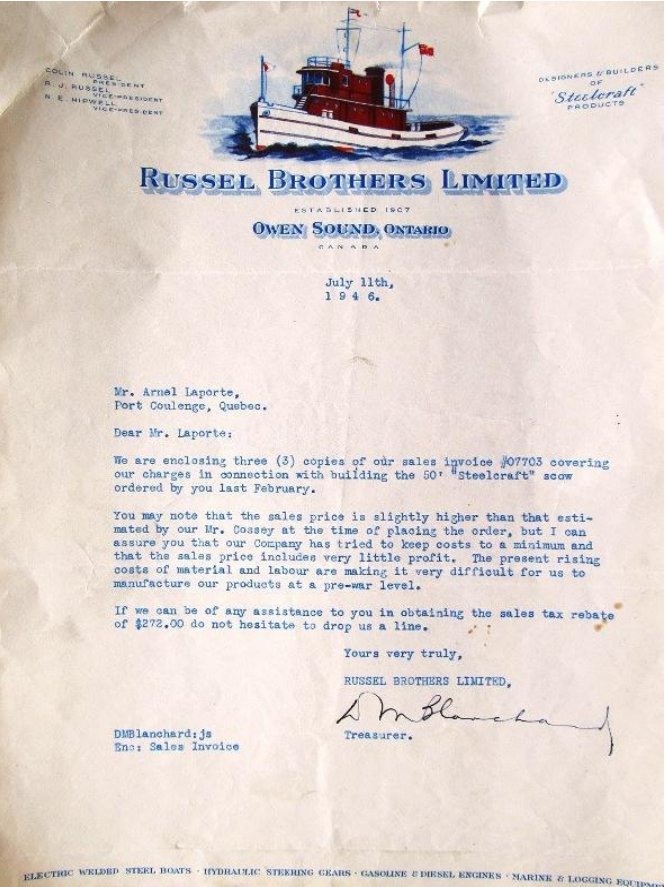 COLIN RUSSEL
PRESIDENT
R. J. RUSSEL
VICE-PRESIDENT
N. E. HIPWELL
VICE-PRESIDENT
DESIGNERS & BUILDERS
OF
"Steelcraft"
PRODUCTS
RUSSEL BROTHERS LIMITED
ESTABLISHED 1907
OWEN SOUND, ONTARIO
CANADA
July 11th,
1 9 4 6.
Mr. Arnel Laporte,
Port Coulenge, Quebec.
Dear Mr. Laporte:
We are enclosing three (3) copies of our sales invoice #07703 covering
our charges in connection with building the 50' "Steelcraft" scow
ordered by you last February.
You may note that the sales price is slightly higher than that esti-
mated by our Mr. Cossey at the time of placing the order, but I can
assure you that our Company has tried to keep costs to a minimum and
that the sales price includes very little profit. The present rising
costs of material and labour are making it very difficult for us to
manufacture our products at a pre-war level.
If we can be of any assistance to you in obtaining the sales tax rebate
of $272.00 do not hesitate to drop us a line.
Yours very truly,
RUSSEL BROTHERS LIMITED,
D M Blanchard
DMBlanchard:js
Treasurer.
Enc: Sales Invoice
ELECTRIC WELDED STEEL BOATS · HYDRAULIC STEERING GEARS · GASOLINE & DIESEL ENGINES · MARINE & LOGGING EQUIPME